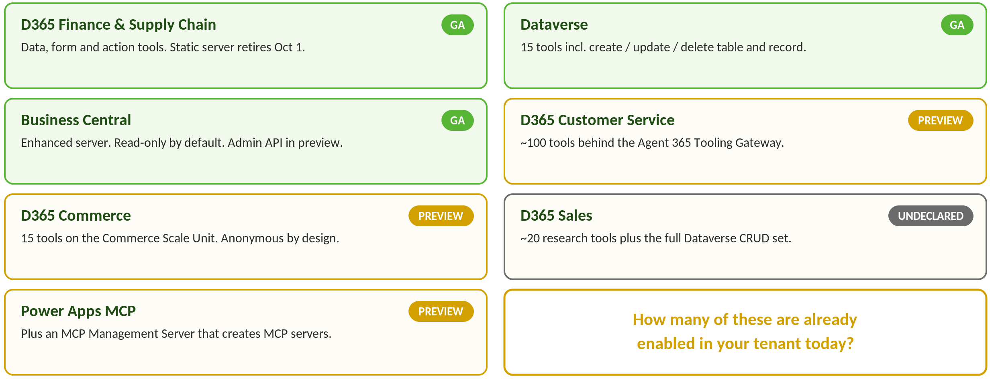 D365 Finance & Supply Chain
GA
Data, form and action tools. Static server retires Oct 1.
Dataverse
GA
15 tools incl. create / update / delete table and record.
Business Central
GA
Enhanced server. Read-only by default. Admin API in preview.
D365 Customer Service
PREVIEW
~100 tools behind the Agent 365 Tooling Gateway.
D365 Commerce
PREVIEW
15 tools on the Commerce Scale Unit. Anonymous by design.
D365 Sales
UNDECLARED
~20 research tools plus the full Dataverse CRUD set.
Power Apps MCP
PREVIEW
Plus an MCP Management Server that creates MCP servers.
How many of these are already
enabled in your tenant today?